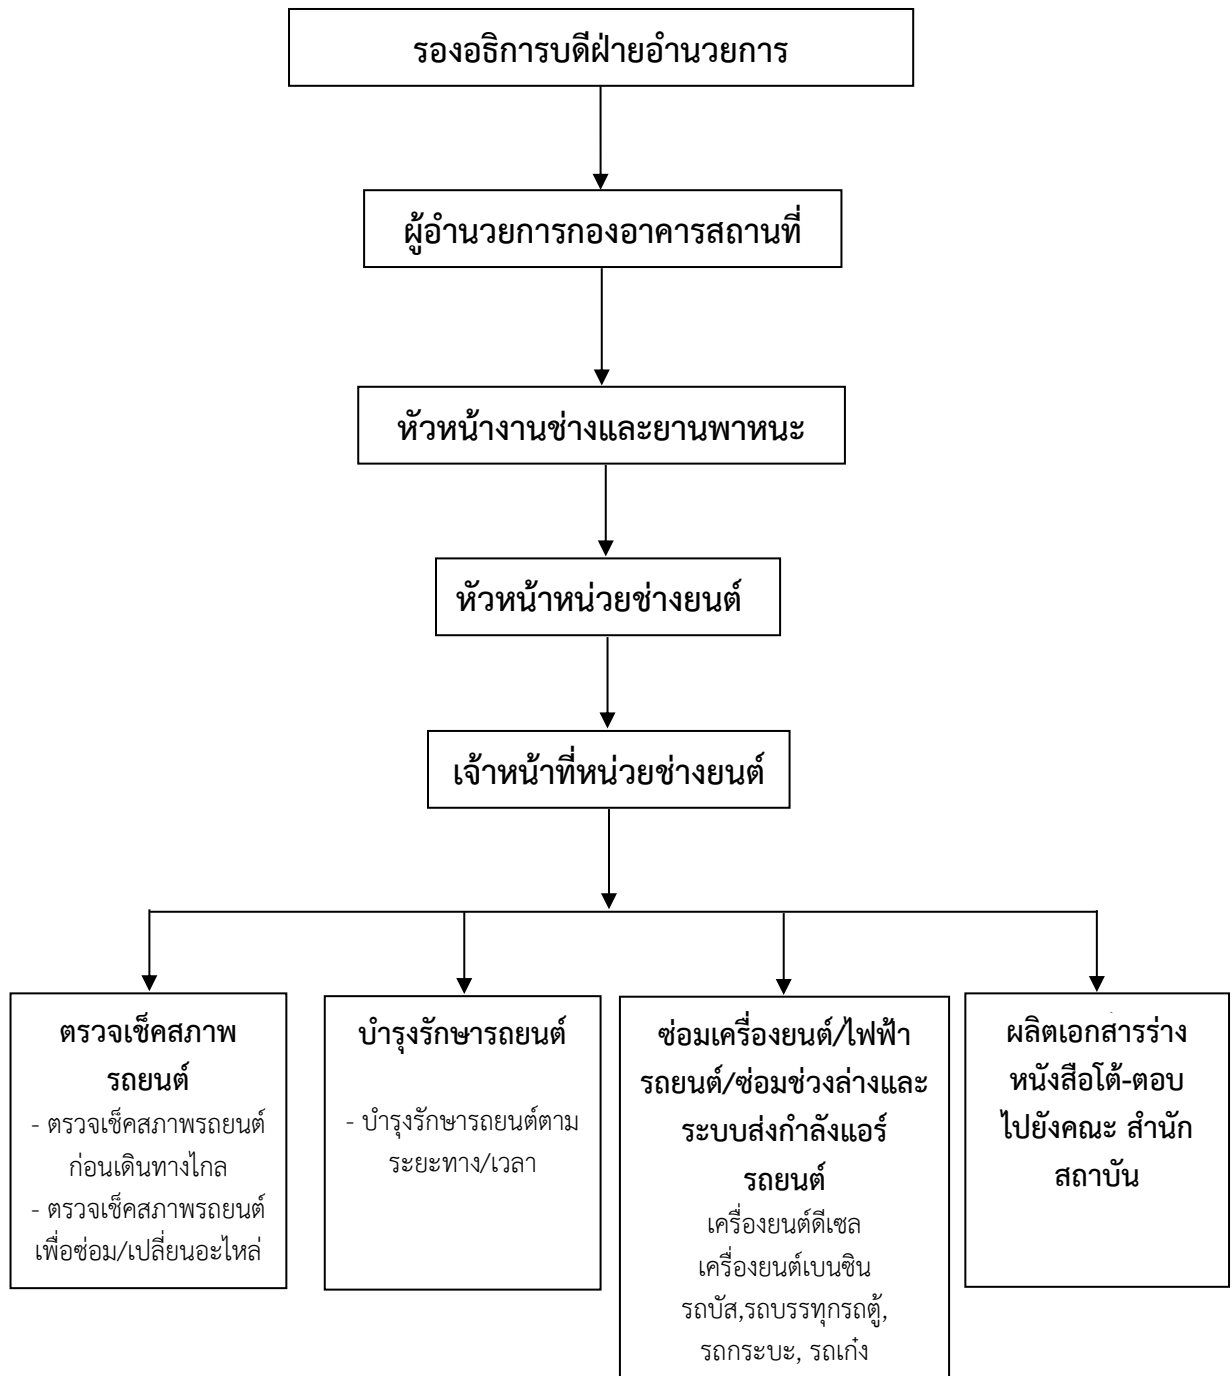 รองอธิการบดีฝ่ายอำนวยการ
ผู้อำนวยการกองอาคารสถานที่
หัวหน้างานช่างและยานพาหนะ
หัวหน้าหน่วยช่างยนต์
เจ้าหน้าที่หน่วยช่างยนต์
ตรวจเช็คสภาพ
รถยนต์
- ตรวจเช็คสภาพรถยนต์
ก่อนเดินทางไกล
- ตรวจเช็คสภาพรถยนต์
เพื่อซ่อม/เปลี่ยนอะไหล่
บำรุงรักษารถยนต์
- บำรุงรักษารถยนต์ตาม
ระยะทาง/เวลา
ซ่อมเครื่องยนต์/ไฟฟ้า
รถยนต์/ซ่อมช่วงล่างและ
ระบบส่งกำลังแอร์
รถยนต์
เครื่องยนต์ดีเซล
เครื่องยนต์เบนซิน
รถบัส,รถบรรทุกรถตู้,
รถกระบะ, รถเก๋ง
ผลิตเอกสารร่าง
หนังสือโต้-ตอบ
ไปยังคณะ สำนัก
สถาบัน